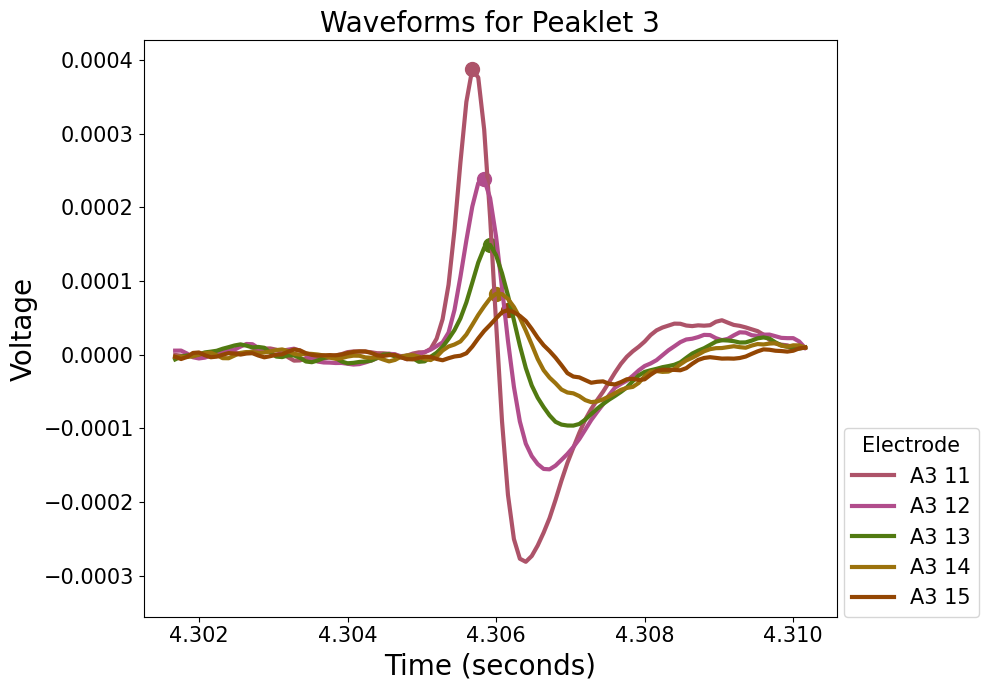 Waveforms for Peaklet 3
Voltage
0.0004
0.0003
0.0002
0.0001
0.0000
−0.0001
−0.0002
−0.0003
4.302 4.304 4.306 4.308 4.310
Time (seconds)
Electrode
A3 11
A3 12
A3 13
A3 14
A3 15